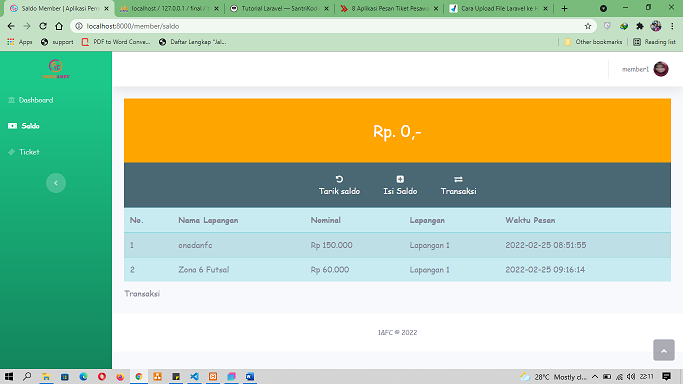 Saldo Member | Aplikasi Pem
localhost / 127.0.0.1 / final /
Tutorial Laravel — SantriKod
8 Aplikasi Pesan Tiket Pesaw
Cara Upload File Laravel ke
localhost:8000/member/saldo
Apps
support
PDF to Word Conve...
Daftar Lengkap "Jal...
Other bookmarks
Reading list
member1
Dashboard
Saldo
Ticket
Rp. 0,-
Tarik saldo
Isi Saldo
Transaksi
No. Nama Lapangan Nominal Lapangan Waktu Pesan
1 onedanfc Rp 150.000 Lapangan 1 2022-02-25 08:51:55
2 Zona 6 Futsal Rp 60.000 Lapangan 1 2022-02-25 09:16:14
Transaksi
IAFC © 2022
28°C Mostly cl... 22:11